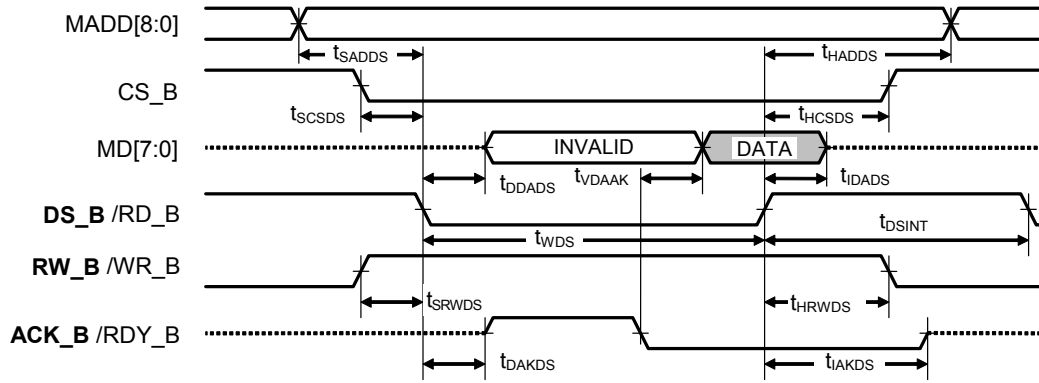 MADD[8:0]
tSADDS
tHADDS
CS_B
tSCSDS
tHCSDS
MD[7:0]
INVALID
DATA
tDDADS
tVDAAK
tIDADS
DS_B /RD_B
tWDS
tDSINT
RW_B /WR_B
tSRWDS
tHRWDS
ACK_B /RDY_B
tDAKDS
tIAKDS